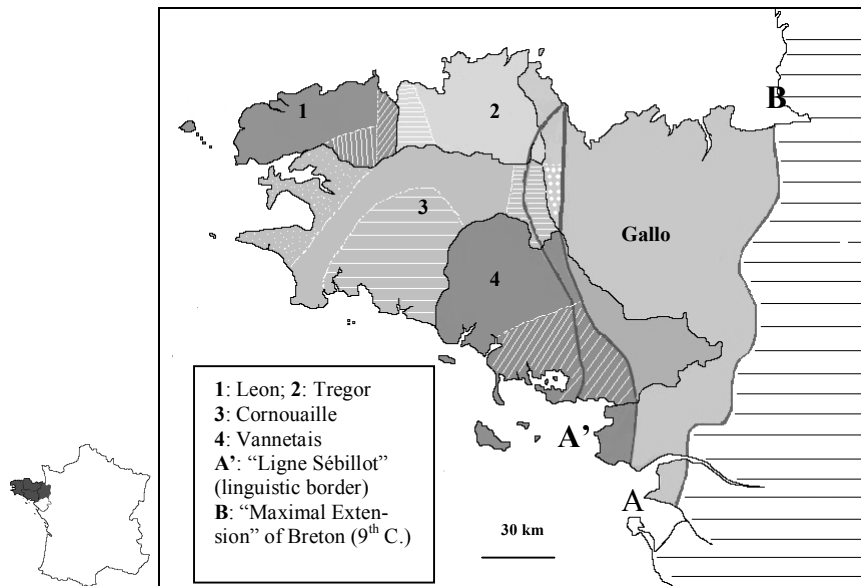 B
1
2
3
Gallo
4
1: Leon; 2: Tregor
3: Cornouaille
4: Vannetais
A’: “Ligne Sébillot”
(linguistic border)
B: “Maximal Exten-
sion” of Breton (9th C.)
A’
A
30 km